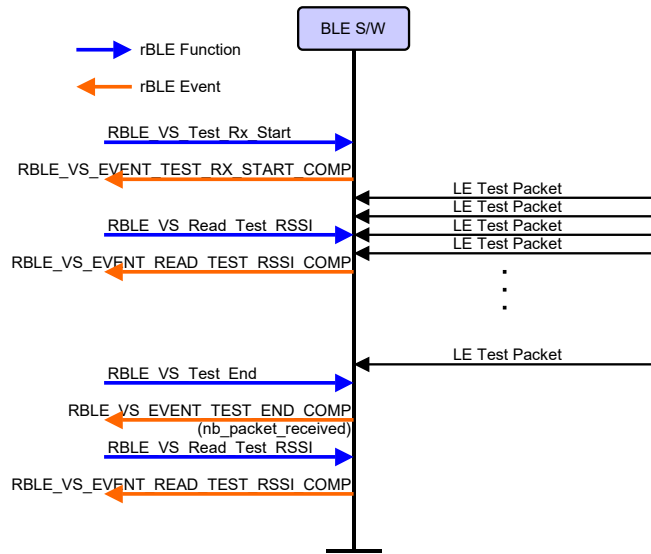 BLE S/W
rBLE Function
rBLE Event
RBLE_VS_Test_Rx_Start
RBLE_VS_EVENT_TEST_RX_START_COMP
LE Test Packet
LE Test Packet
RBLE_VS_Read_Test_RSSI
LE Test Packet
LE Test Packet
RBLE_VS_EVENT_READ_TEST_RSSI_COMP
LE Test Packet
RBLE_VS_Test_End
RBLE_VS_EVENT_TEST_END_COMP
(nb_packet_received)
RBLE_VS_Read_Test_RSSI
RBLE_VS_EVENT_READ_TEST_RSSI_COMP